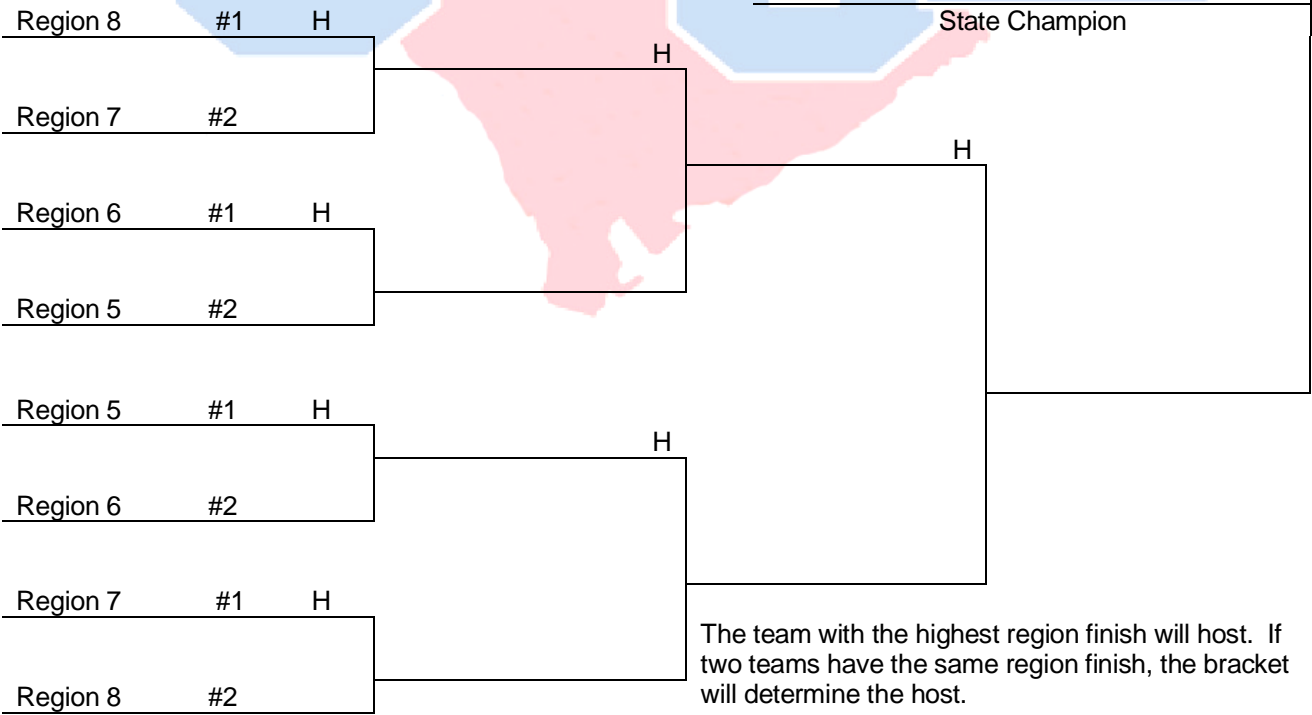 Region 8 #1 H
State Champion
H
Region 7 #2
H
Region 6 #1 H
Region 5 #2
Region 5 #1 H
H
Region 6 #2
Region 7 #1 H
The team with the highest region finish will host. If
two teams have the same region finish, the bracket
will determine the host.
Region 8 #2